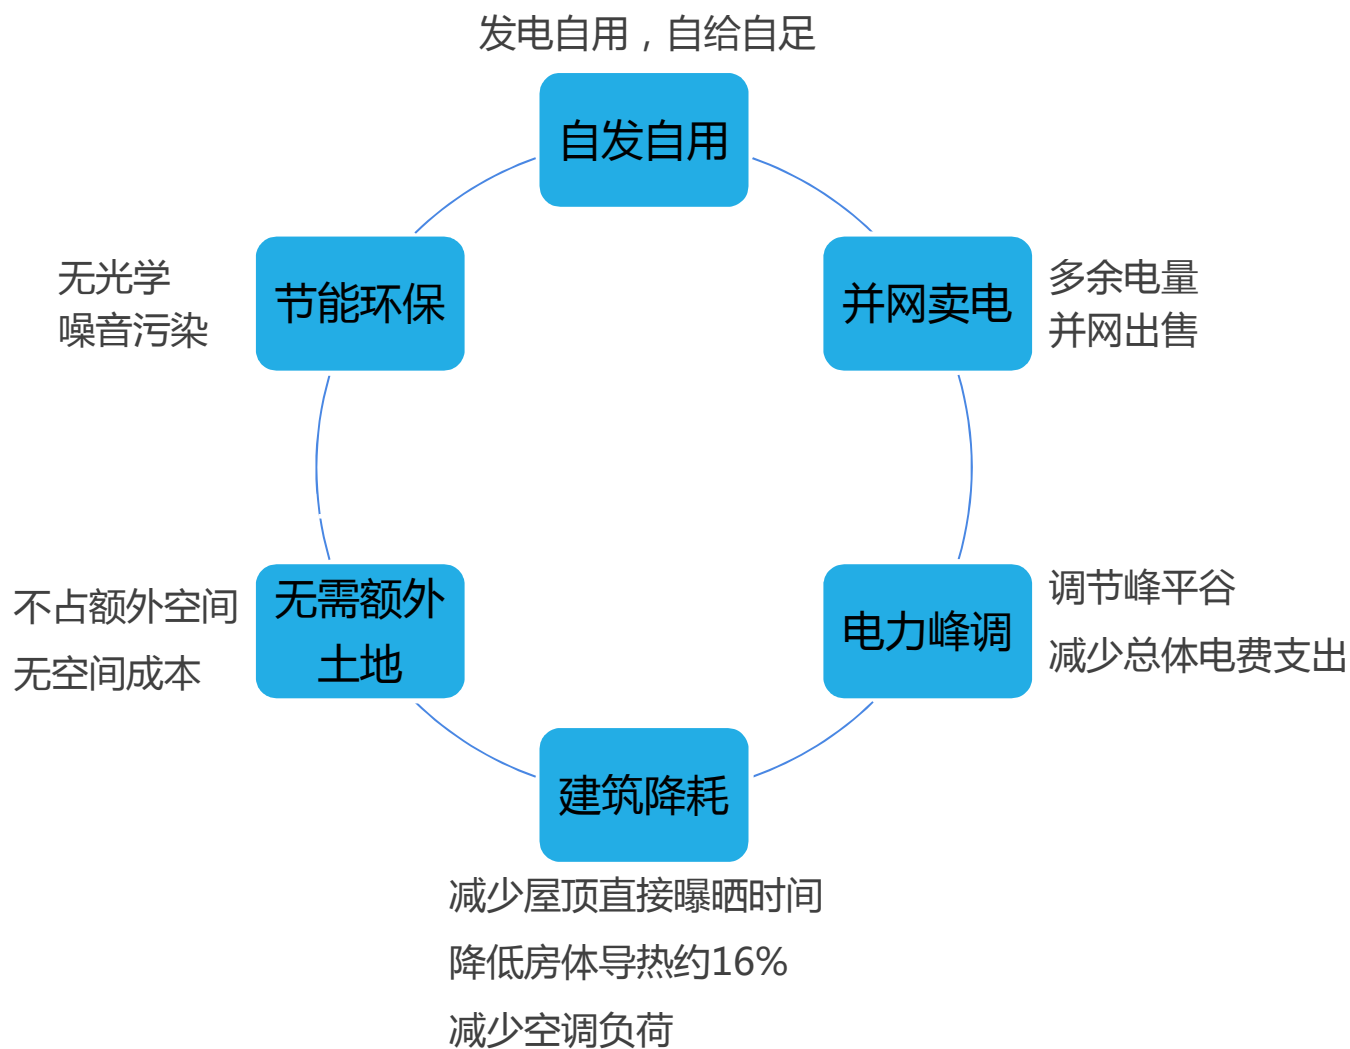 发电自用，自给自足
自发自用
节能环保
无光学
噪音污染
并网卖电
多余电量
并网出售
不占额外空间
无空间成本
无需额外
土地
电力峰调
调节峰平谷
减少总体电费支出
建筑降耗
减少屋顶直接曝晒时间
降低房体导热约16%
减少空调负荷